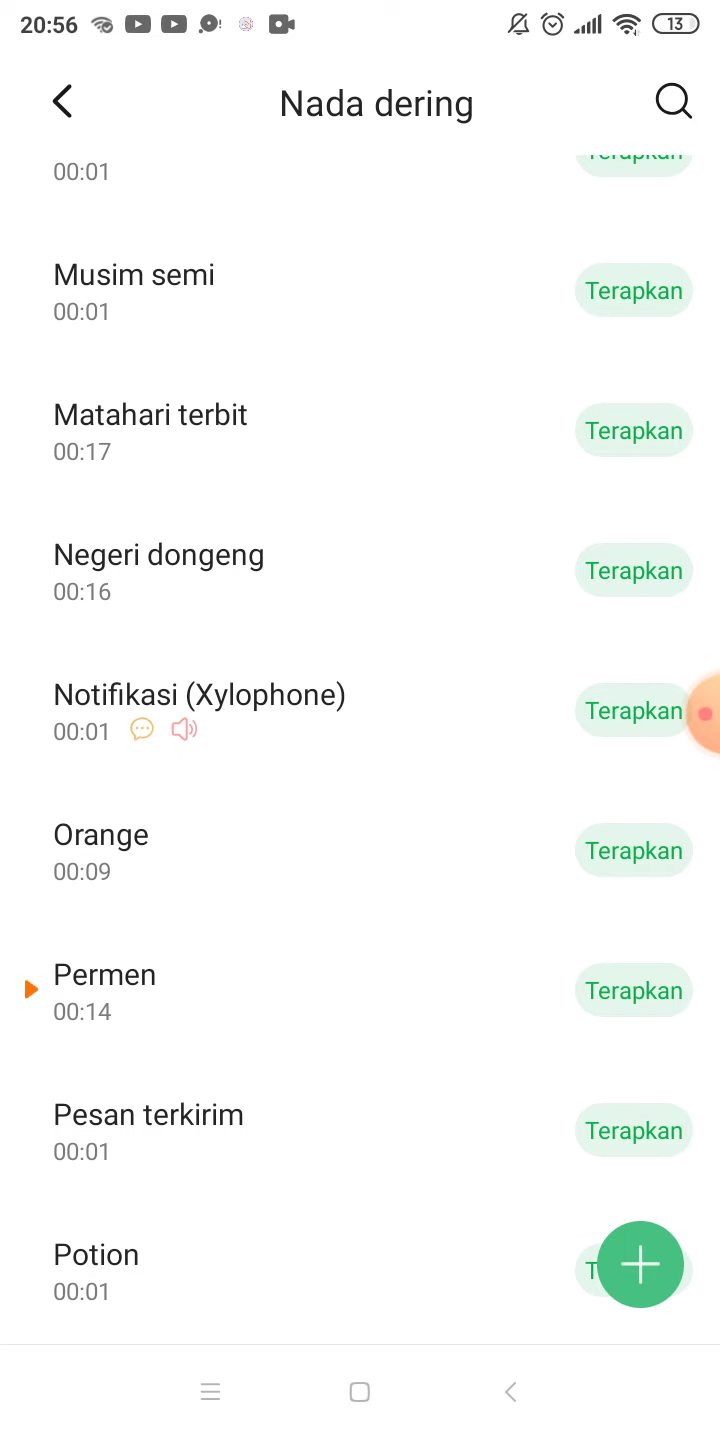 20:56
13
Nada dering
00:01
Terapkan
Musim semi
00:01
Terapkan
Matahari terbit
00:17
Terapkan
Negeri dongeng
00:16
Terapkan
Notifikasi (Xylophone)
00:01
Terapkan
Orange
00:09
Terapkan
Permen
00:14
Terapkan
Pesan terkirim
00:01
Terapkan
Potion
00:01
T